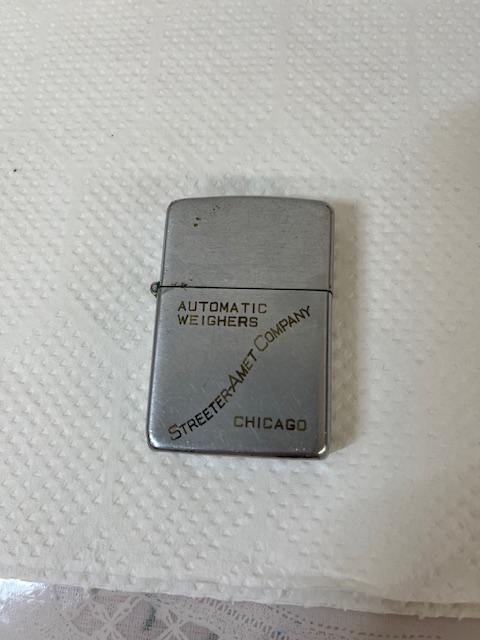 AUTOMATIC
WEIGHERS
STREETER-AMET COMPANY
CHICAGO